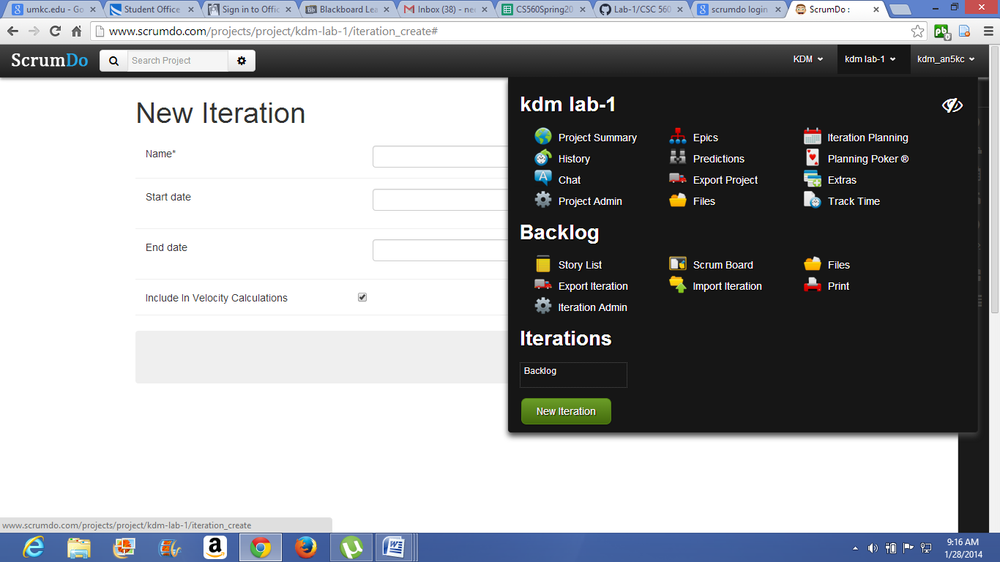 umkc.edu - Go
Student Office
Sign in to Offic
Blackboard Lea
Inbox (38) - ne
CS560Spring20
Lab-1/CSC 560
scrumdo login
ScrumDo :
www.scrumdo.com/projects/project/kdm-lab-1/iteration_create#
ScrumDo
Search Project
KDM
kdm lab-1
kdm_an5kc
New Iteration
Name*
Start date
End date
Include In Velocity Calculations
kdm lab-1
Project Summary
Epics
Iteration Planning
History
Predictions
Planning Poker ®
Chat
Export Project
Extras
Project Admin
Files
Track Time
Backlog
Story List
Scrum Board
Files
Export Iteration
Import Iteration
Print
Iteration Admin
Iterations
Backlog
New Iteration
www.scrumdo.com/projects/project/kdm-lab-1/iteration_create
9:16 AM
1/28/2014